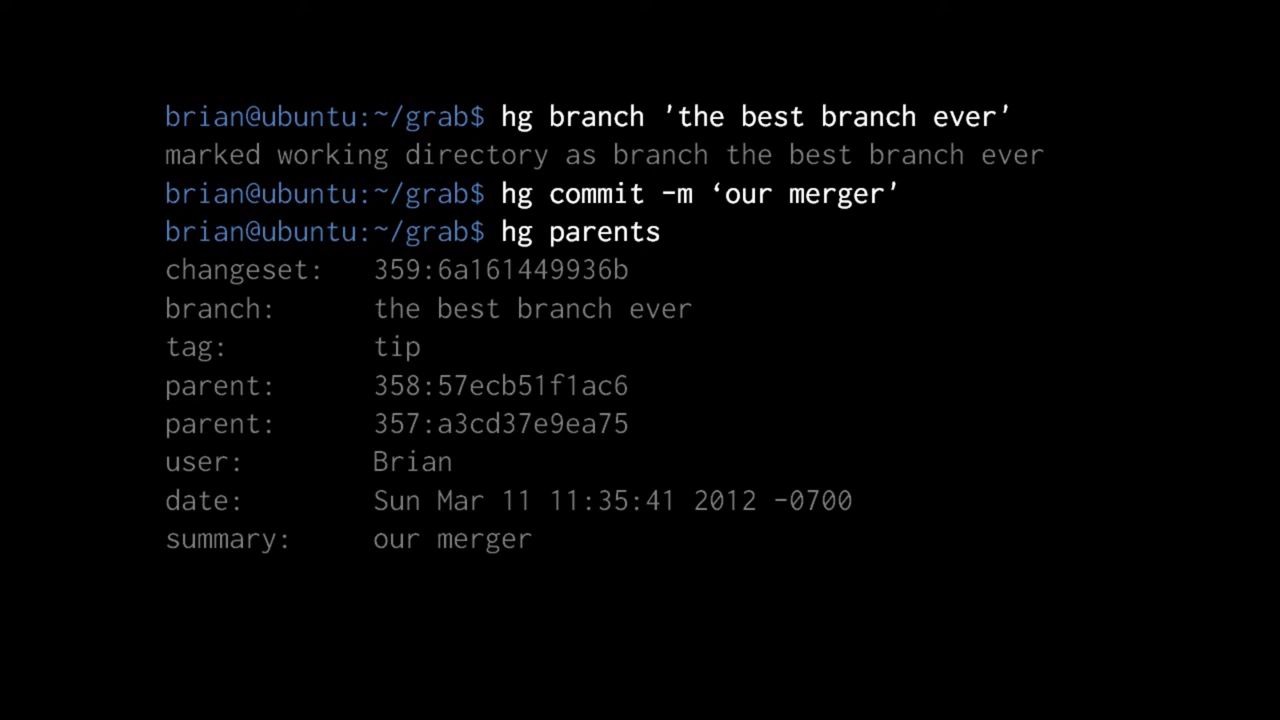 brian@ubuntu:~/grab$ hg branch 'the best branch ever'
marked working directory as branch the best branch ever
brian@ubuntu:~/grab$ hg commit -m ‘our merger’
brian@ubuntu:~/grab$ hg parents
changeset: 359:6a161449936b
branch: the best branch ever
tag: tip
parent: 358:57ecb51f1ac6
parent: 357:a3cd37e9ea75
user: Brian
date: Sun Mar 11 11:35:41 2012 -0700
summary: our merger